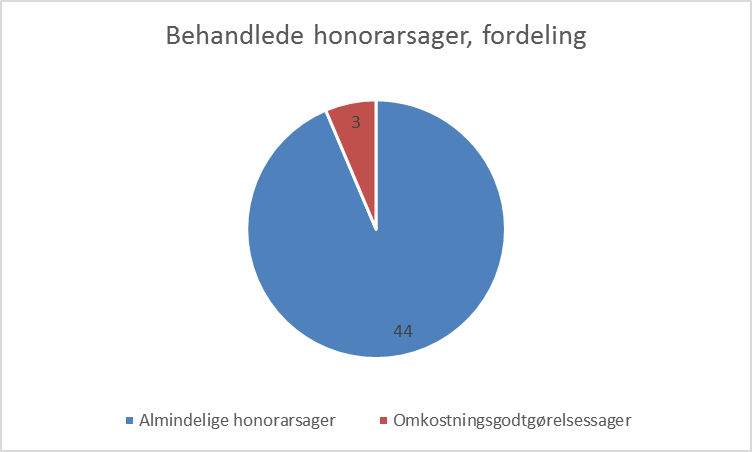 Behandlede honorarsager, fordeling
3
44
Almindelige honorarsager Omkostningsgodtgørelsessager